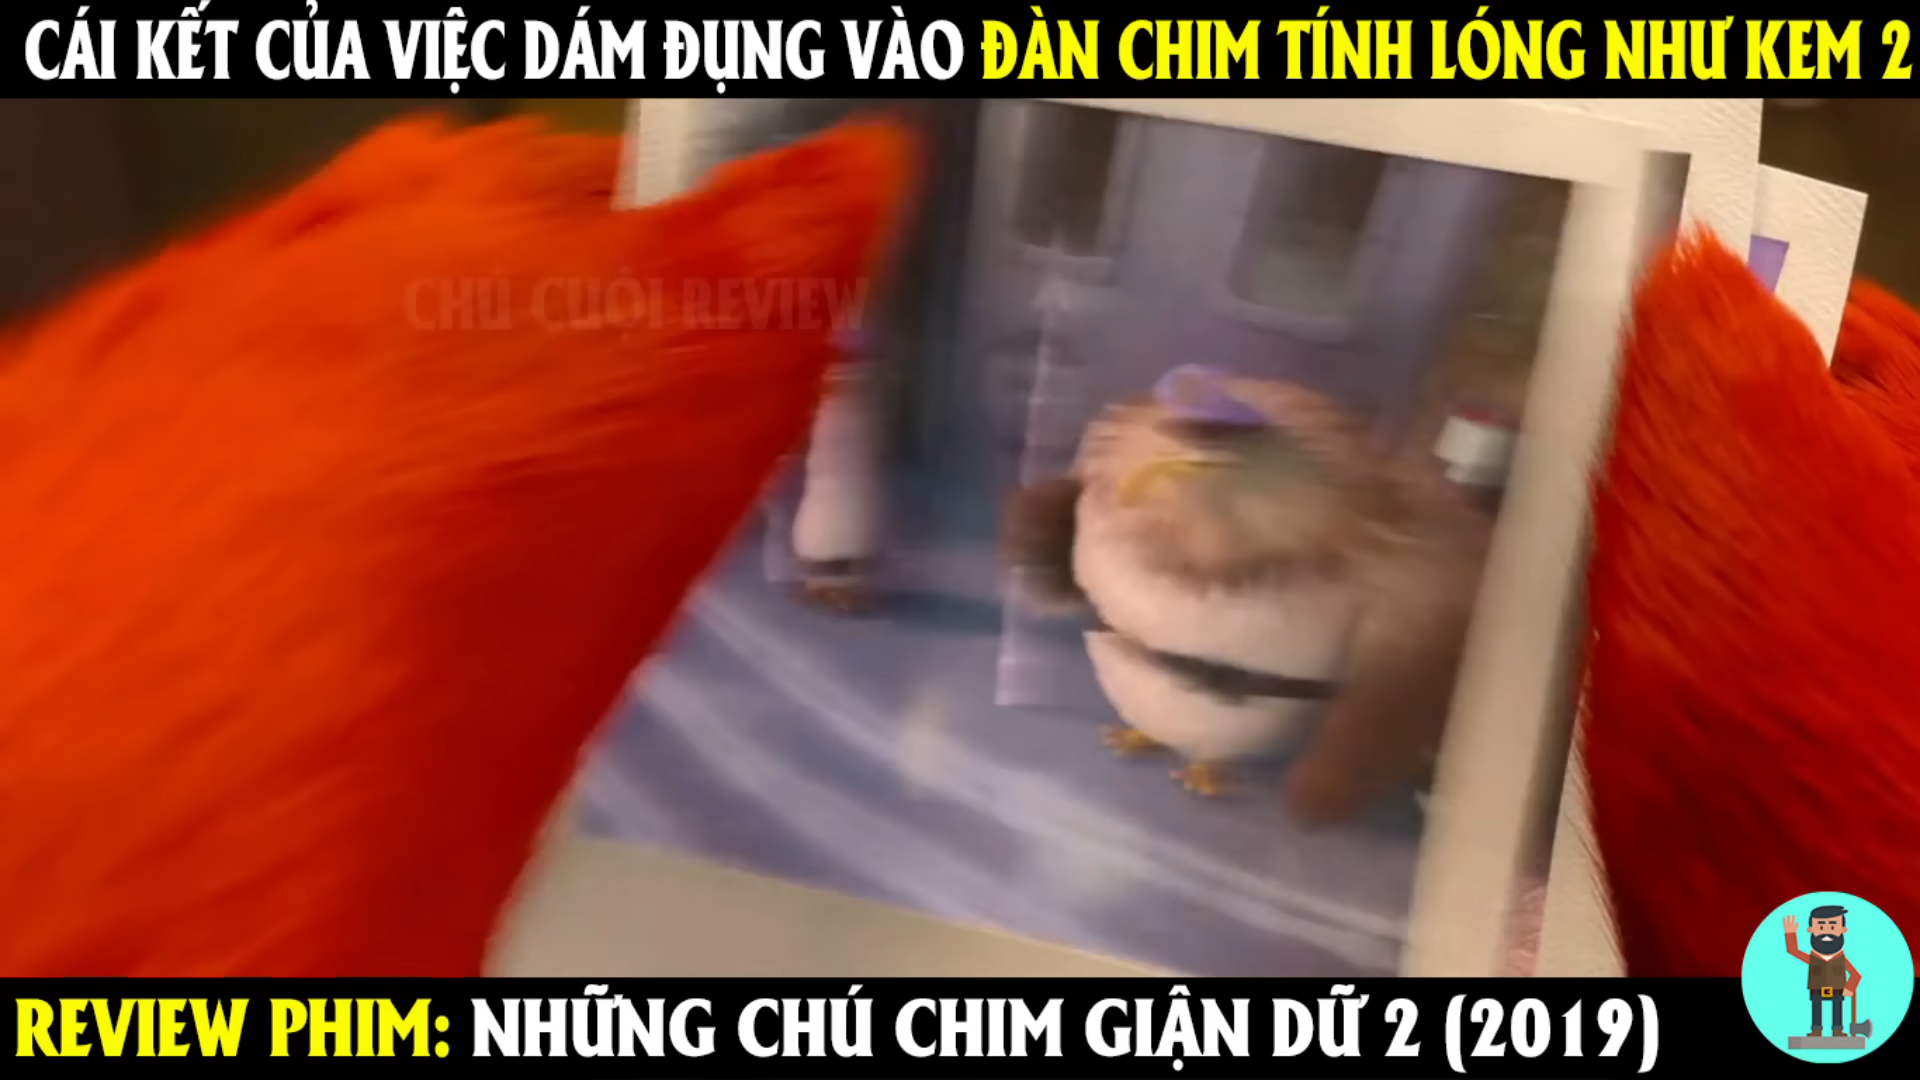 CÁI KẾT CỦA VIỆC DÁM ĐỤNG VÀO ĐÀN CHIM TÍNH LÓNG NHƯ KEM 2
CHÚ CUỘI REVIEW
REVIEW PHIM: NHỮNG CHÚ CHIM GIẬN DỮ 2 (2019)